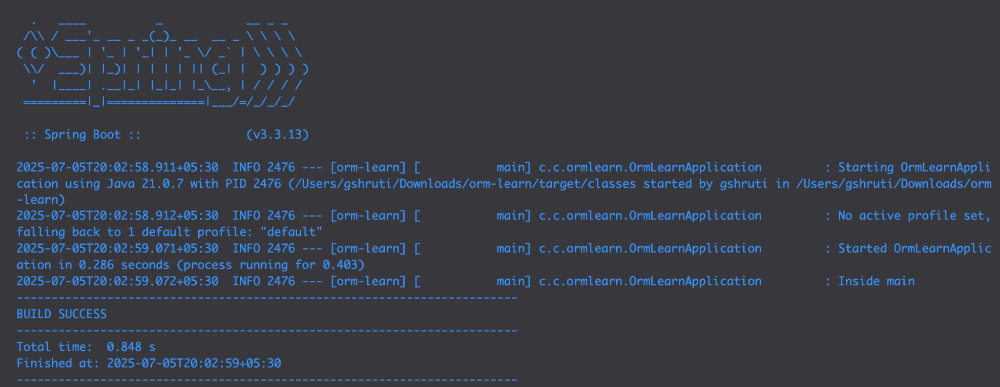 .   ____          _            __ _ _
 /\\ / ___'_ __ _ _(_)_ __  __ _ \ \ \ \
( ( )\___ | '_ | '_| | '_ \/ _` | \ \ \ \
 \\/  ___)| |_)| | | | | || (_| |  ) ) ) )
  '  |____| .__|_| |_|_| |_\__, | / / / /
 =========|_|==============|___/=/_/_/_/

 :: Spring Boot ::               (v3.3.13)

2025-07-05T20:02:58.911+05:30  INFO 2476 --- [orm-learn] [           main] c.c.ormlearn.OrmLearnApplication         : Starting OrmLearnAppli
cation using Java 21.0.7 with PID 2476 (/Users/gshruti/Downloads/orm-learn/target/classes started by gshruti in /Users/gshruti/Downloads/orm
-learn)
2025-07-05T20:02:58.912+05:30  INFO 2476 --- [orm-learn] [           main] c.c.ormlearn.OrmLearnApplication         : No active profile set,
falling back to 1 default profile: "default"
2025-07-05T20:02:59.071+05:30  INFO 2476 --- [orm-learn] [           main] c.c.ormlearn.OrmLearnApplication         : Started OrmLearnApplic
ation in 0.286 seconds (process running for 0.403)
2025-07-05T20:02:59.072+05:30  INFO 2476 --- [orm-learn] [           main] c.c.ormlearn.OrmLearnApplication         : Inside main
------------------------------------------------------------------------
BUILD SUCCESS
------------------------------------------------------------------------
Total time:  0.848 s
Finished at: 2025-07-05T20:02:59+05:30
------------------------------------------------------------------------